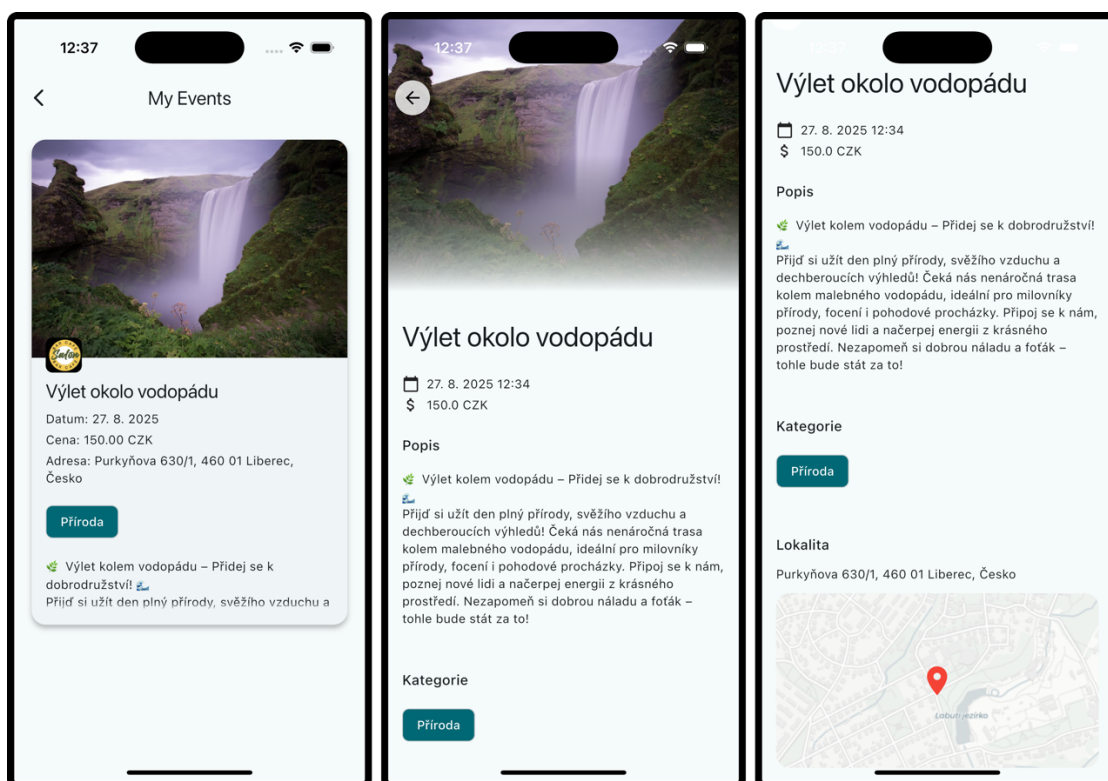 12:37
My Events
Salon
Výlet okolo vodopádu
Datum: 27. 8. 2025
Cena: 150.00 CZK
Adresa: Purkyňova 630/1, 460 01 Liberec,
Česko
Příroda
🌿 Výlet kolem vodopádu – Přidej se k
dobrodružství! 🌊
Přijď si užít den plný přírody, svěžího vzduchu a
12:37
Výlet okolo vodopádu
27. 8. 2025 12:34
$ 150.0 CZK
Popis
🌿 Výlet kolem vodopádu – Přidej se k dobrodružství!
🌊
Přijď si užít den plný přírody, svěžího vzduchu a
dechberoucích výhledů! Čeká nás nenáročná trasa
kolem malebného vodopádu, ideální pro milovníky
přírody, focení i pohodové procházky. Připoj se k nám,
poznej nové lidi a načerpej energii z krásného
prostředí. Nezapomeň si dobrou náladu a foťák –
tohle bude stát za to!
Kategorie
Příroda
12:37
Výlet okolo vodopádu
27. 8. 2025 12:34
$ 150.0 CZK
Popis
🌿 Výlet kolem vodopádu – Přidej se k dobrodružství!
🌊
Přijď si užít den plný přírody, svěžího vzduchu a
dechberoucích výhledů! Čeká nás nenáročná trasa
kolem malebného vodopádu, ideální pro milovníky
přírody, focení i pohodové procházky. Připoj se k nám,
poznej nové lidi a načerpej energii z krásného
prostředí. Nezapomeň si dobrou náladu a foťák –
tohle bude stát za to!
Kategorie
Příroda
Lokalita
Purkyňova 630/1, 460 01 Liberec, Česko
Labutí jezírko